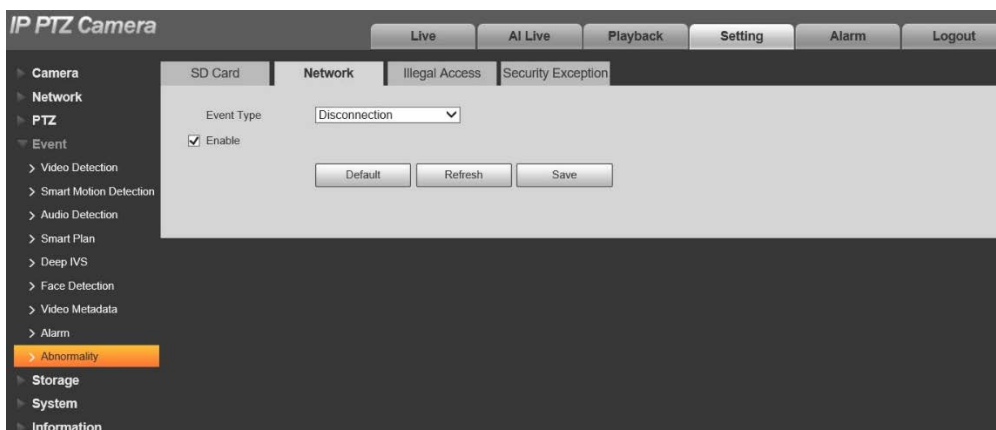 IP PTZ Camera
Live AI Live Playback Setting Alarm Logout
Camera
Network
PTZ
Event
Video Detection
Smart Motion Detection
Audio Detection
Smart Plan
Deep IVS
Face Detection
Video Metadata
Alarm
Abnormality
Storage
System
Information
SD Card Network Illegal Access Security Exception
Event Type Disconnection
Enable
Default Refresh Save